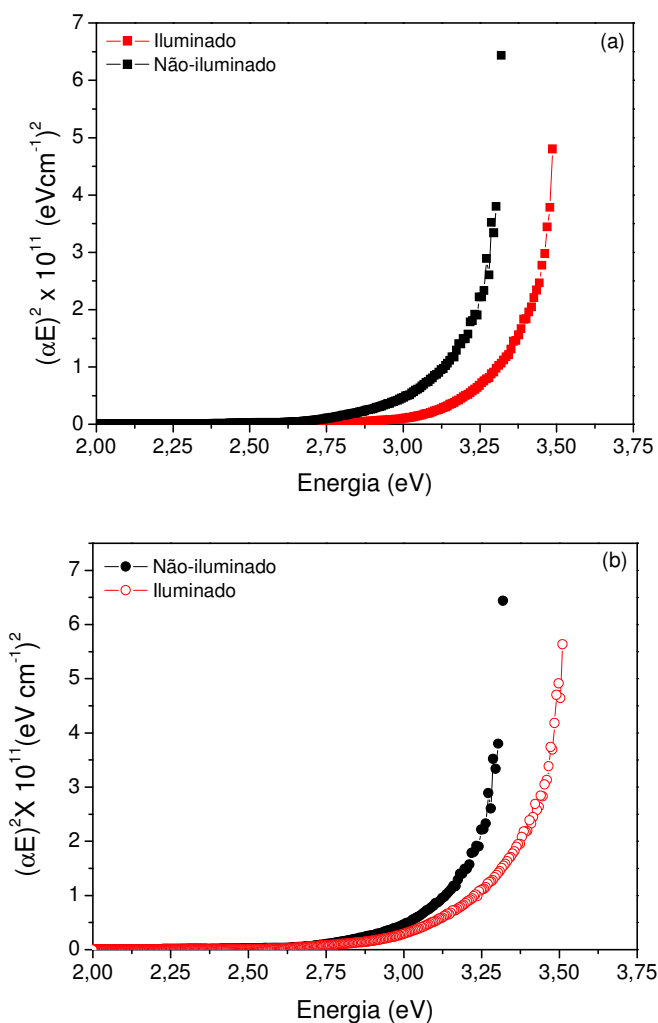 (a)
Iluminado
Não-iluminado
(αE)² x 10¹¹ (eVcm⁻¹)²
7
6
5
4
3
2
1
0
2,00 2,25 2,50 2,75 3,00 3,25 3,50 3,75
Energia (eV)
(b)
Não-iluminado
Iluminado
(αE)² X 10¹¹(eV cm⁻¹)²
7
6
5
4
3
2
1
0
2,00 2,25 2,50 2,75 3,00 3,25 3,50 3,75
Energia (eV)